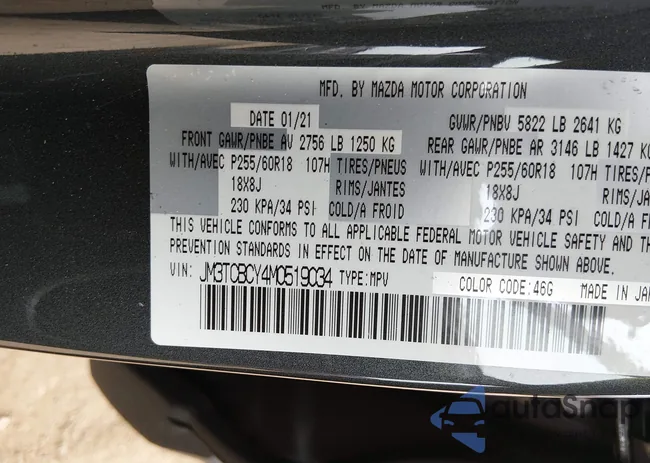 MFD. BY MAZDA MOTOR CORPORATION
DATE 01/21 GVWR/PNBV 5822 LB 2641 KG
FRONT GAWR/PNBE AV 2756 LB 1250 KG REAR GAWR/PNBE AR 3146 LB 1427 KG
WITH/AVEC P255/60R18 107H TIRES/PNEUS WITH/AVEC P255/60R18 107H TIRES/P
18X8J RIMS/JANTES 18X8J RIMS/JAN
230 KPA/34 PSI COLD/A FROID 230 KPA/34 PSI COLD/A F
THIS VEHICLE CONFORMS TO ALL APPLICABLE FEDERAL MOTOR VEHICLE SAFETY AND THE
PREVENTION STANDARDS IN EFFECT ON THE DATE OF MANUFACTURE SHOWN ABOVE.
VIN: JM3TCBCY4M0519034 TYPE:MPV COLOR CODE:46G MADE IN JA
autoSnap